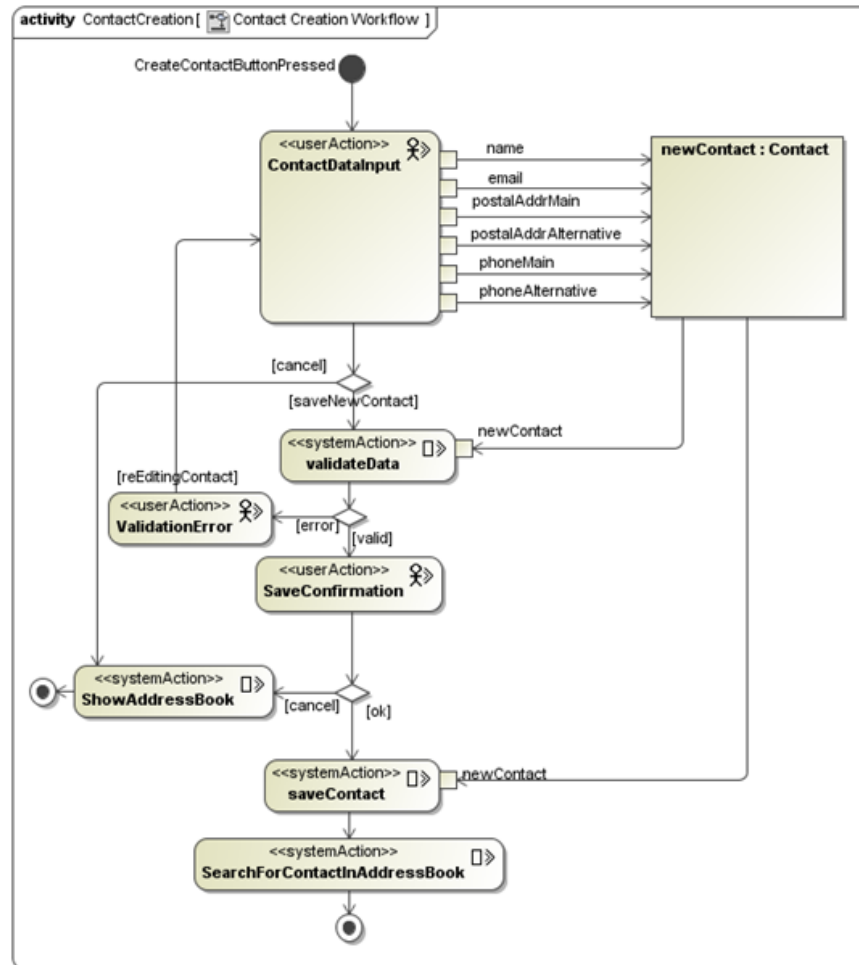 activity ContactCreation[ Contact Creation Workflow ]
CreateContactButtonPressed
<<userAction>>
ContactDataInput
name
email
postalAddrMain
postalAddrAlternative
phoneMain
phoneAlternative
newContact : Contact
[cancel]
[saveNewContact]
<<systemAction>>
validateData
newContact
[reEditingContact]
<<userAction>>
ValidationError
[error]
[valid]
<<userAction>>
SaveConfirmation
<<systemAction>>
ShowAddressBook
[cancel]
[ok]
<<systemAction>>
saveContact
newContact
<<systemAction>>
SearchForContactInAddressBook